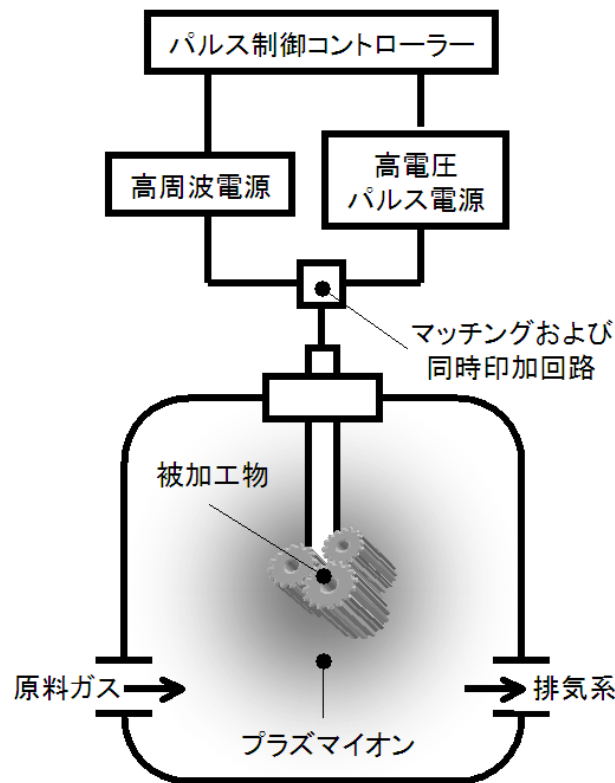 パルス制御コントローラー
高周波電源
高電圧
パルス電源
マッチングおよび
同時印加回路
被加工物
原料ガス
排気系
プラズマイオン